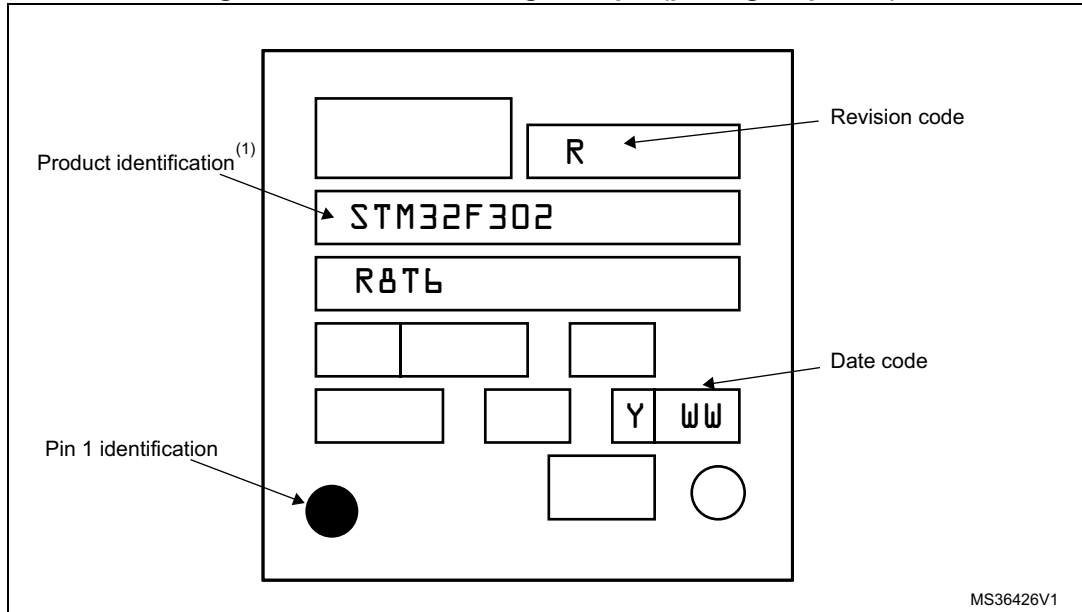 Revision code
R
Product identification(1)
STM32F302
R8T6
Date code
Y WW
Pin 1 identification
MS36426V1